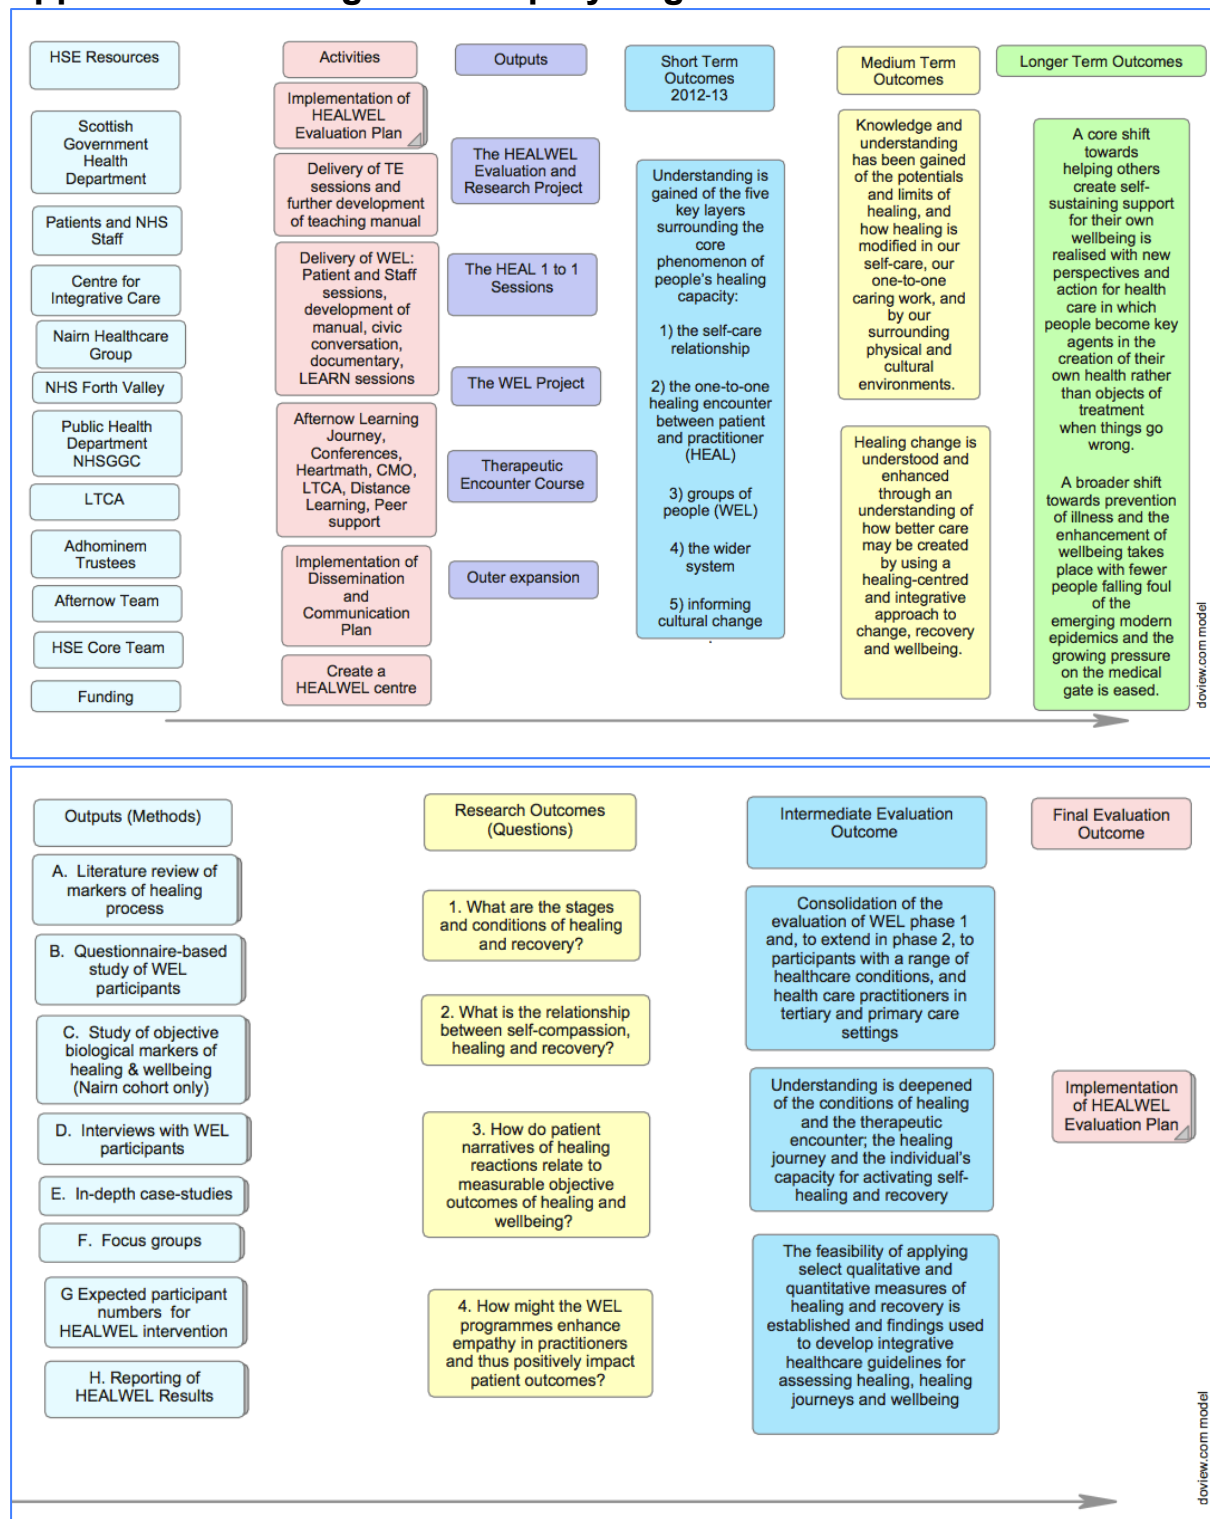 HSE Resources
Scottish
Government
Health
Department
Patients and NHS
Staff
Centre for
Integrative Care
Nairn Healthcare
Group
NHS Forth Valley
Public Health
Department
NHSGGC
LTCA
Adhominem
Trustees
Afternow Team
HSE Core Team
Funding
Activities
Implementation of
HEALWEL
Evaluation Plan
Delivery of TE
sessions and
further development
of teaching manual
Delivery of WEL:
Patient and Staff
sessions,
development of
manual, civic
conversation,
documentary,
LEARN sessions
Afternow Learning
Journey,
Conferences,
Heartmath, CMO,
LTCA, Distance
Learning, Peer
support
Implementation of
Dissemination
and
Communication
Plan
Create a
HEALWEL centre
Outputs
The HEALWEL
Evaluation and
Research Project
The HEAL 1 to 1
Sessions
The WEL Project
Therapeutic
Encounter Course
Outer expansion
Short Term
Outcomes
2012-13
Understanding is
gained of the five
key layers
surrounding the
core
phenomenon of
people's healing
capacity:
1) the self-care
relationship
2) the one-to-one
healing encounter
between patient
and practitioner
(HEAL)
3) groups of
people (WEL)
4) the wider
system
5) informing
cultural change
.
Medium Term
Outcomes
Knowledge and
understanding
has been gained
of the potentials
and limits of
healing, and
how healing is
modified in our
self-care, our
one-to-one
caring work, and
by our
surrounding
physical and
cultural
environments.
Healing change is
understood and
enhanced
through an
understanding of
how better care
may be created
by using a
healing-centred
and integrative
approach to
change, recovery
and wellbeing.
Longer Term Outcomes
A core shift
towards
helping others
create self-
sustaining support
for their own
wellbeing is
realised with new
perspectives and
action for health
care in which
people become key
agents in the
creation of their
own health rather
than objects of
treatment
when things go
wrong.
A broader shift
towards prevention
of illness and the
enhancement of
wellbeing takes
place with fewer
people falling foul
of the
emerging modern
epidemics and the
growing pressure
on the medical
gate is eased.
doview.com model
Outputs (Methods)
A. Literature review of
markers of healing
process
B. Questionnaire-based
study of WEL
participants
C. Study of objective
biological markers of
healing & wellbeing
(Nairn cohort only)
D. Interviews with WEL
participants
E. In-depth case-studies
F. Focus groups
G Expected participant
numbers for
HEALWEL intervention
H. Reporting of
HEALWEL Results
Research Outcomes
(Questions)
1. What are the stages
and conditions of healing
and recovery?
2. What is the relationship
between self-compassion,
healing and recovery?
3. How do patient
narratives of healing
reactions relate to
measurable objective
outcomes of healing and
wellbeing?
4. How might the WEL
programmes enhance
empathy in practitioners
and thus positively impact
patient outcomes?
Intermediate Evaluation
Outcome
Consolidation of the
evaluation of WEL phase 1
and, to extend in phase 2, to
participants with a range of
healthcare conditions, and
health care practitioners in
tertiary and primary care
settings
Understanding is deepened
of the conditions of healing
and the therapeutic
encounter; the healing
journey and the individual's
capacity for activating self-
healing and recovery
The feasibility of applying
select qualitative and
quantitative measures of
healing and recovery is
established and findings used
to develop integrative
healthcare guidelines for
assessing healing, healing
journeys and wellbeing
Final Evaluation
Outcome
Implementation
of HEALWEL
Evaluation Plan
doview.com model